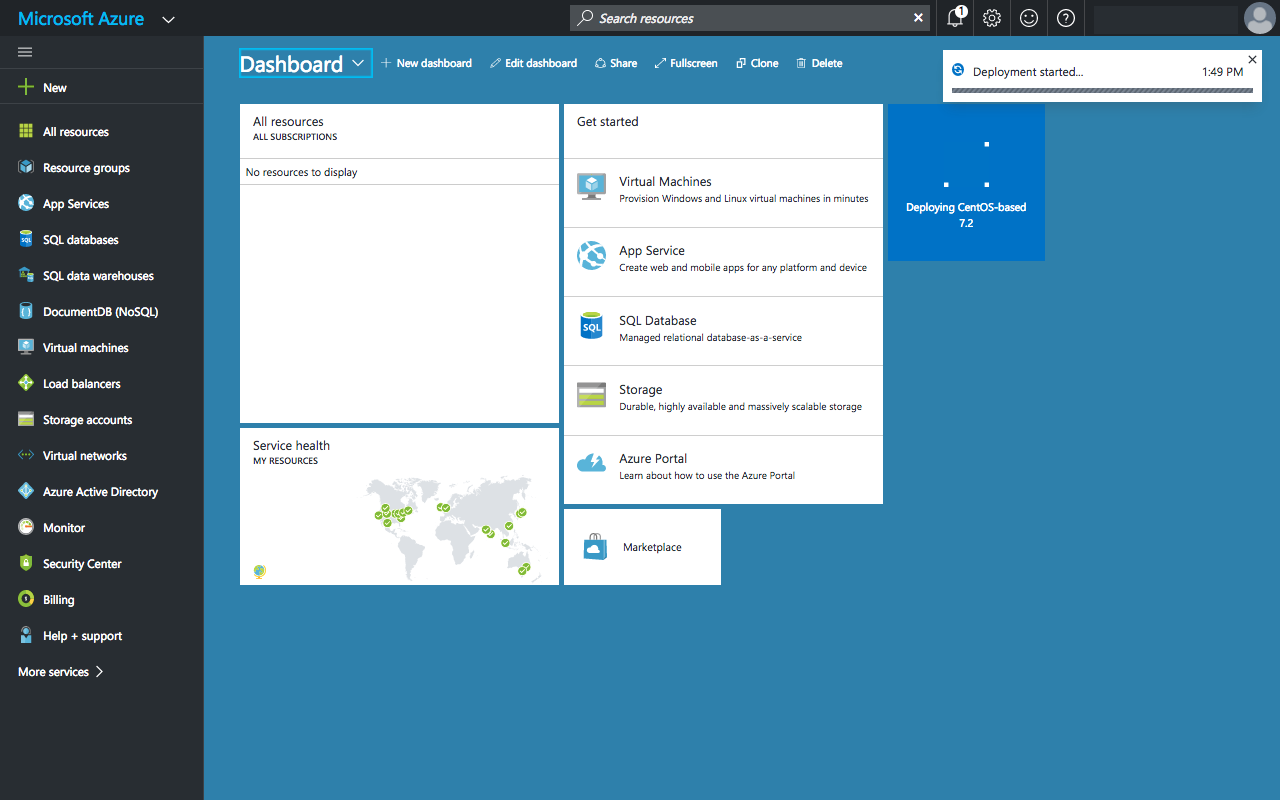 Microsoft Azure
Search resources
1
New
All resources
Resource groups
App Services
SQL databases
SQL data warehouses
DocumentDB (NoSQL)
Virtual machines
Load balancers
Storage accounts
Virtual networks
Azure Active Directory
Monitor
Security Center
Billing
Help + support
More services
Dashboard
New dashboard
Edit dashboard
Share
Fullscreen
Clone
Delete
Deployment started...
1:49 PM
All resources
ALL SUBSCRIPTIONS
No resources to display
Service health
MY RESOURCES
Get started
Virtual Machines
Provision Windows and Linux virtual machines in minutes
App Service
Create web and mobile apps for any platform and device
SQL
SQL Database
Managed relational database-as-a-service
Storage
Durable, highly available and massively scalable storage
Azure Portal
Learn about how to use the Azure Portal
Marketplace
Deploying CentOS-based
7.2